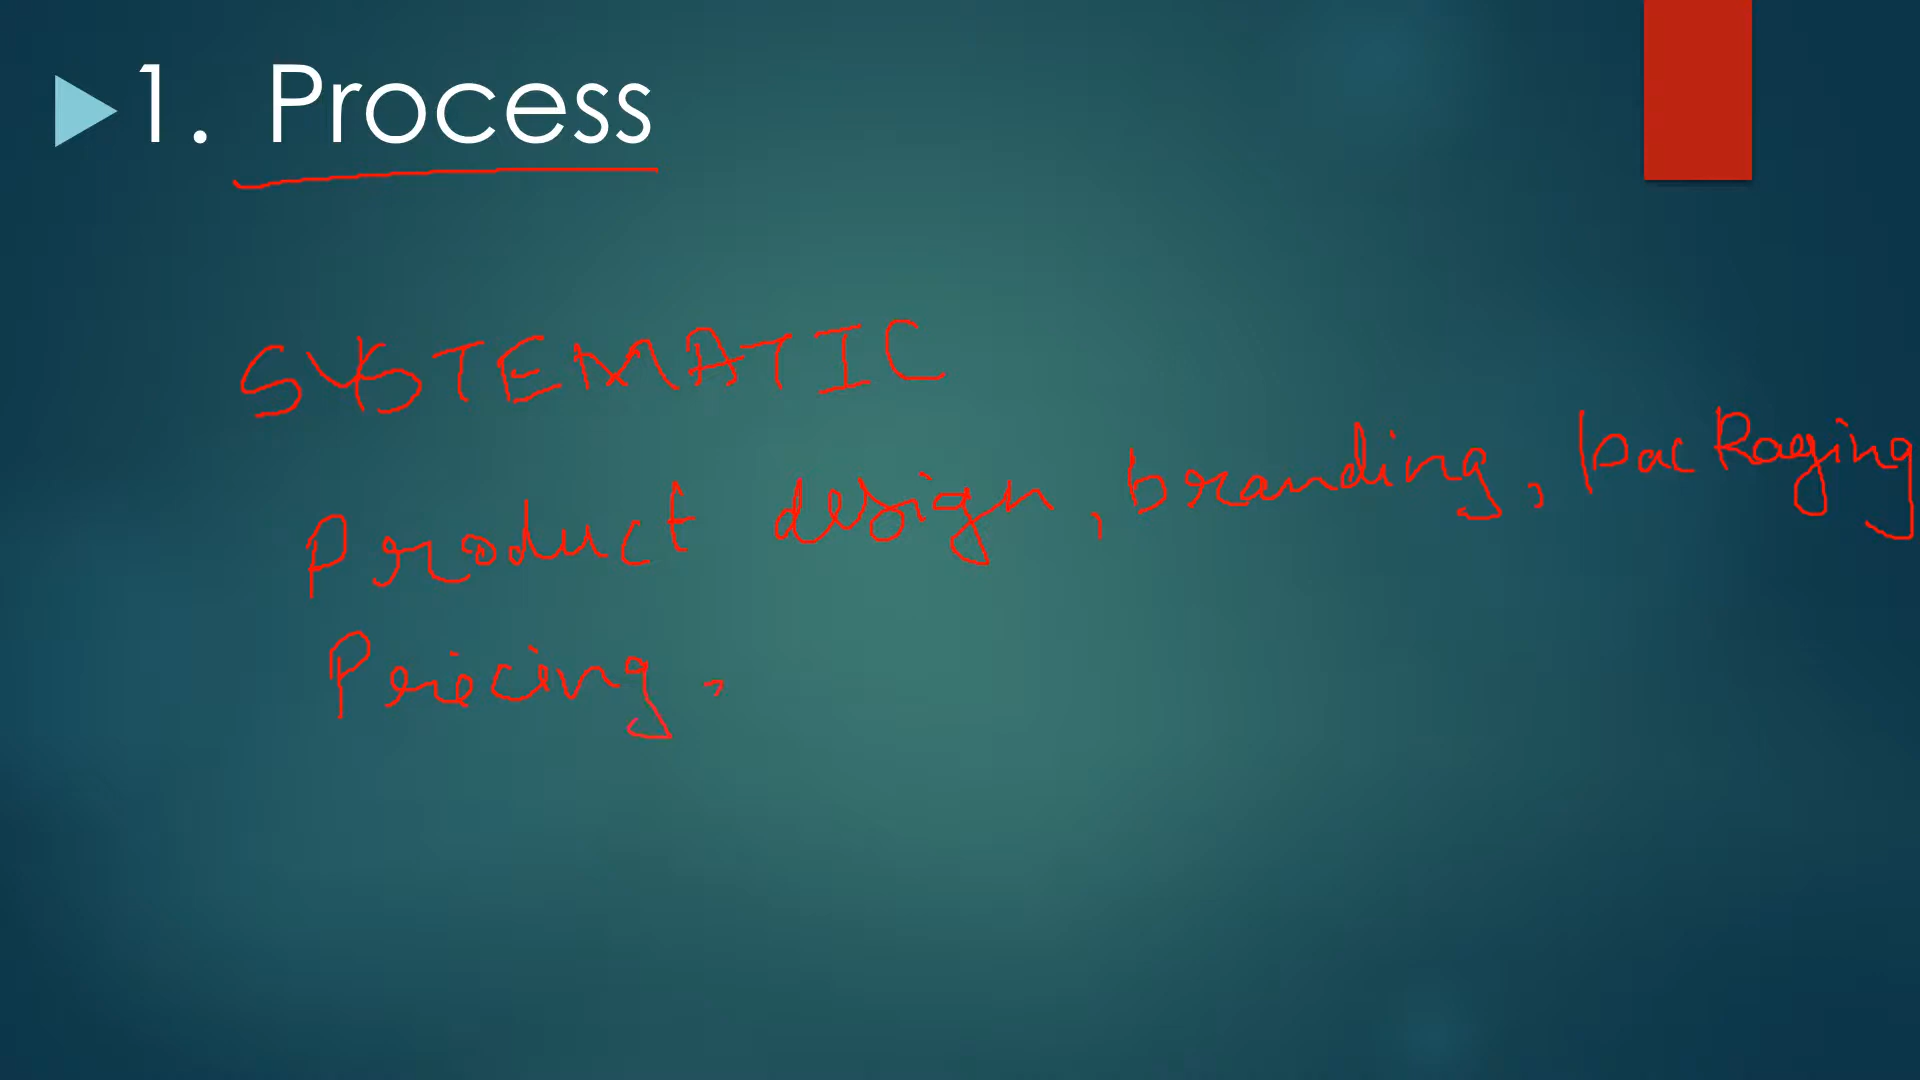 1. Process
SYSTEMATIC
Product design, branding, packaging
Pricing,